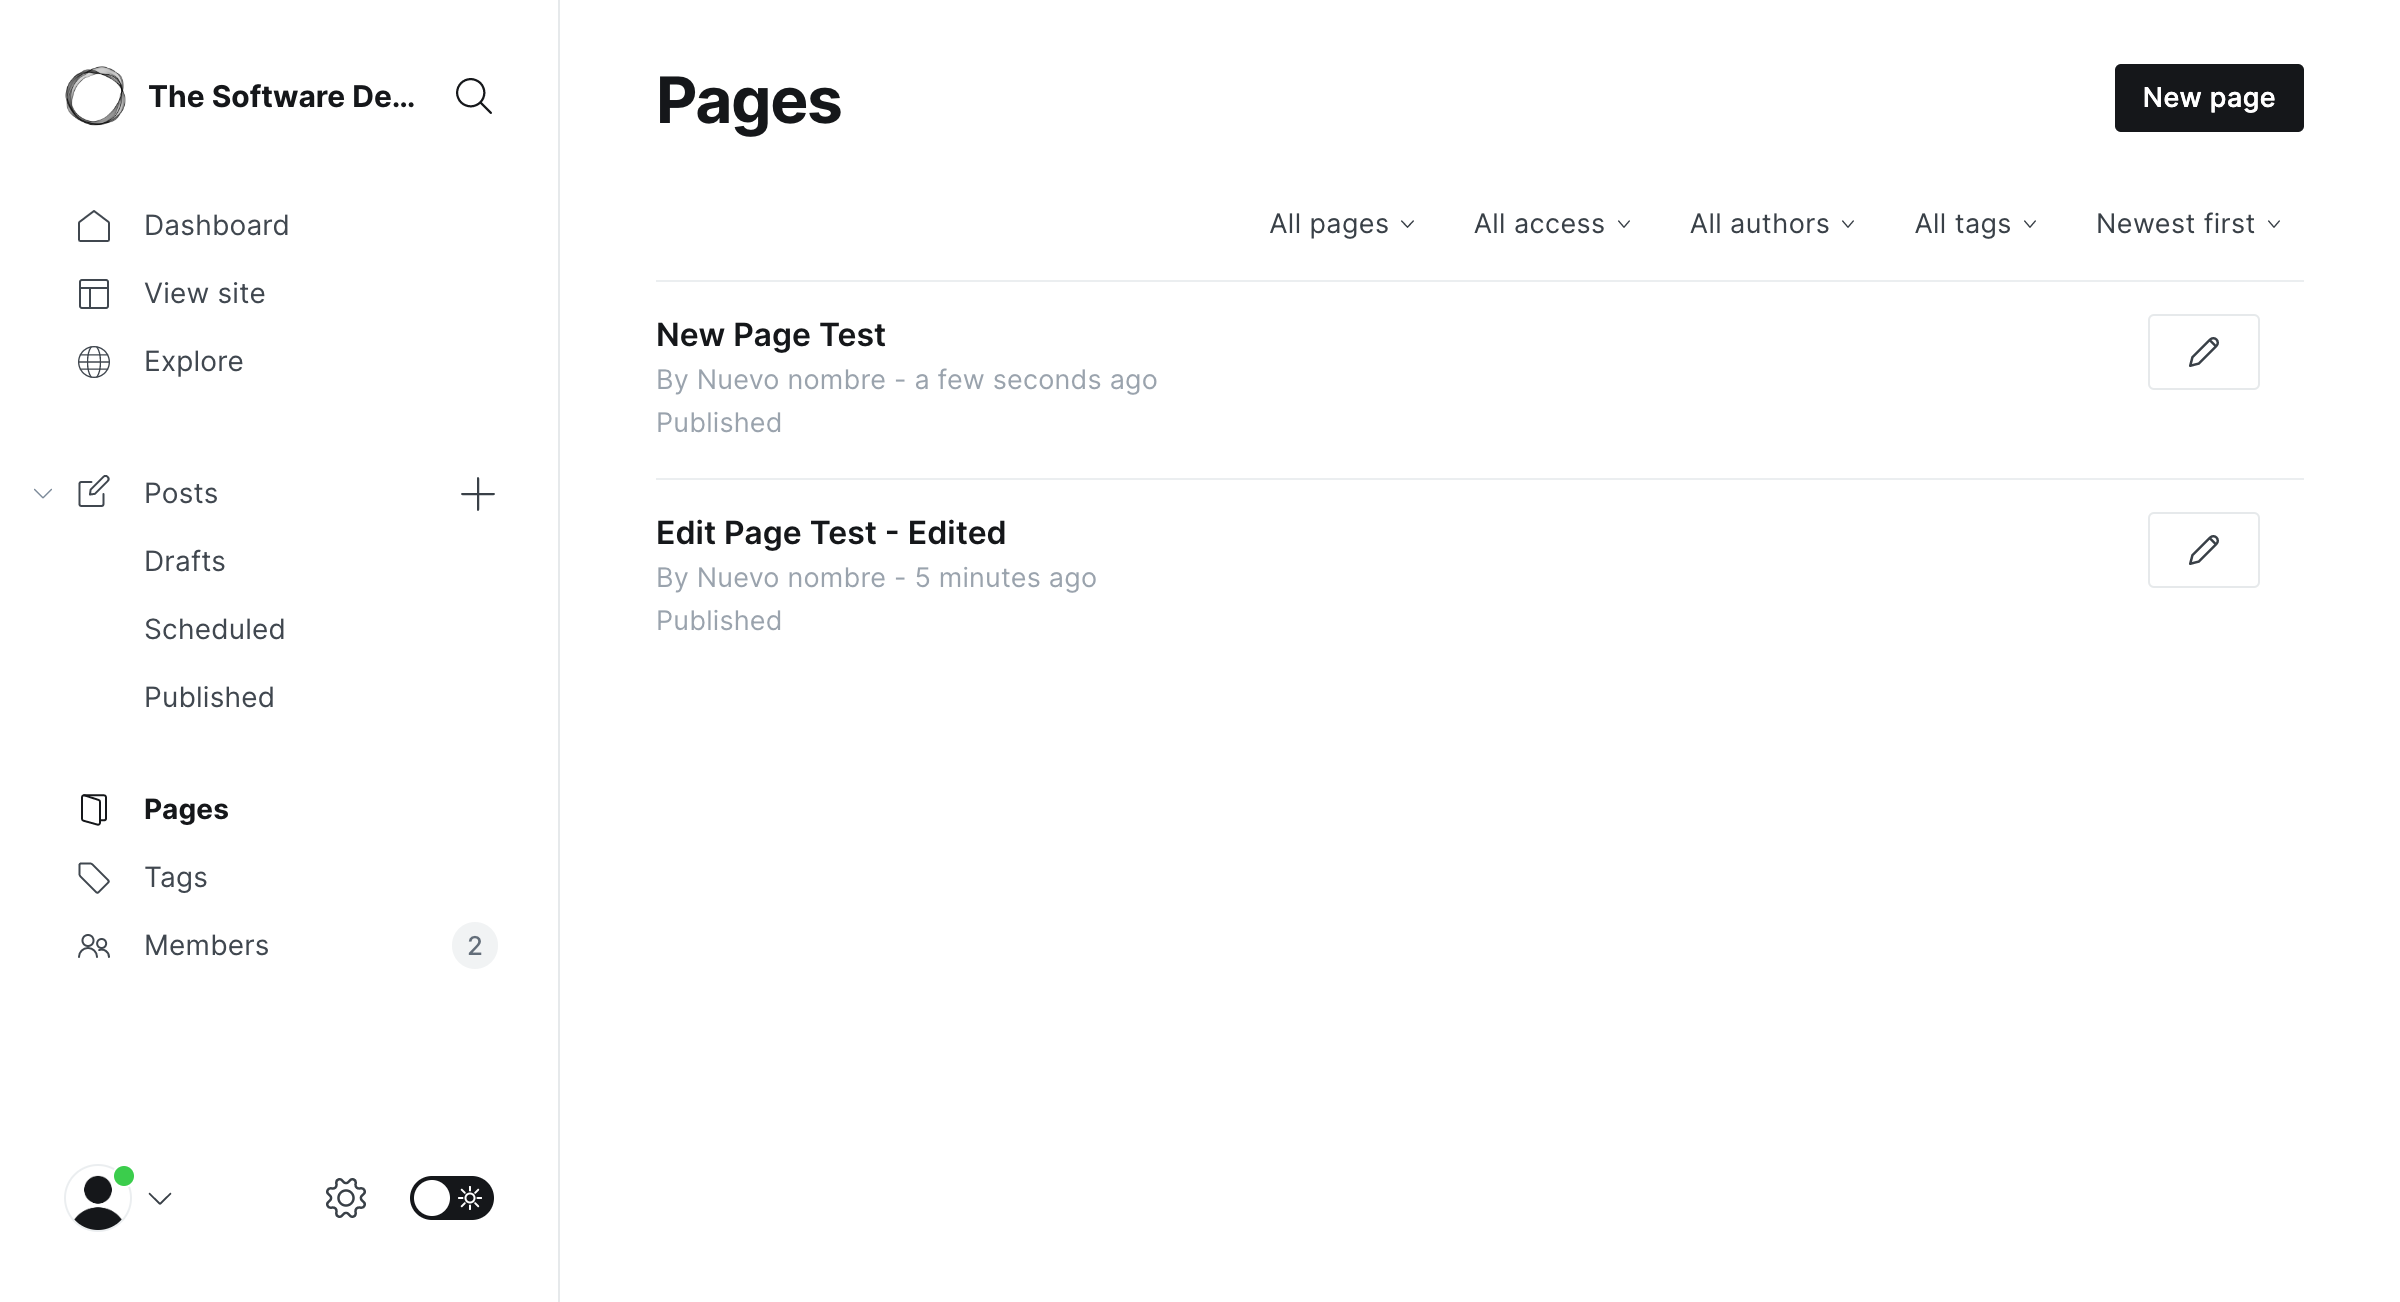 The Software De...
Dashboard
View site
Explore
Posts
Drafts
Scheduled
Published
Pages
Tags
Members
2
Pages
New page
All pages
All access
All authors
All tags
Newest first
New Page Test
By Nuevo nombre - a few seconds ago
Published
Edit Page Test - Edited
By Nuevo nombre - 5 minutes ago
Published